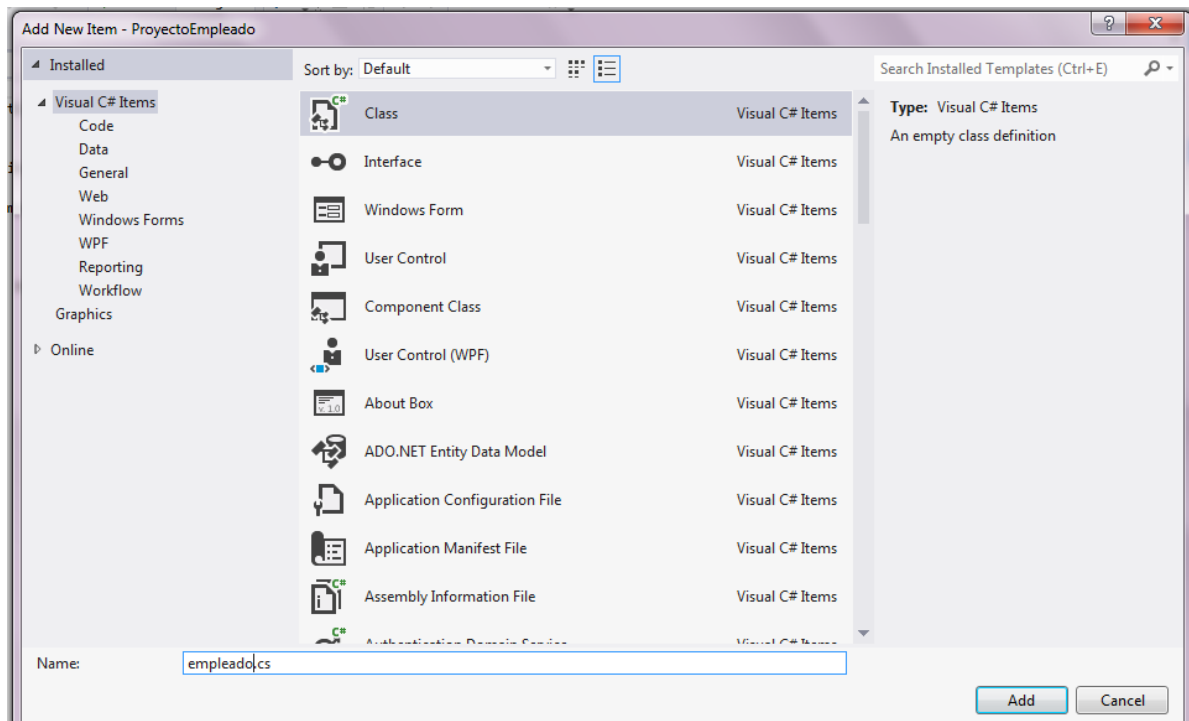 Add New Item - ProyectoEmpleado
Installed
Visual C# Items
Code
Data
General
Web
Windows Forms
WPF
Reporting
Workflow
Graphics
Online
Sort by: Default
Class Visual C# Items
Interface Visual C# Items
Windows Form Visual C# Items
User Control Visual C# Items
Component Class Visual C# Items
User Control (WPF) Visual C# Items
About Box Visual C# Items
ADO.NET Entity Data Model Visual C# Items
Application Configuration File Visual C# Items
Application Manifest File Visual C# Items
Assembly Information File Visual C# Items
Search Installed Templates (Ctrl+E)
Type: Visual C# Items
An empty class definition
Name: empleado.cs
Add Cancel